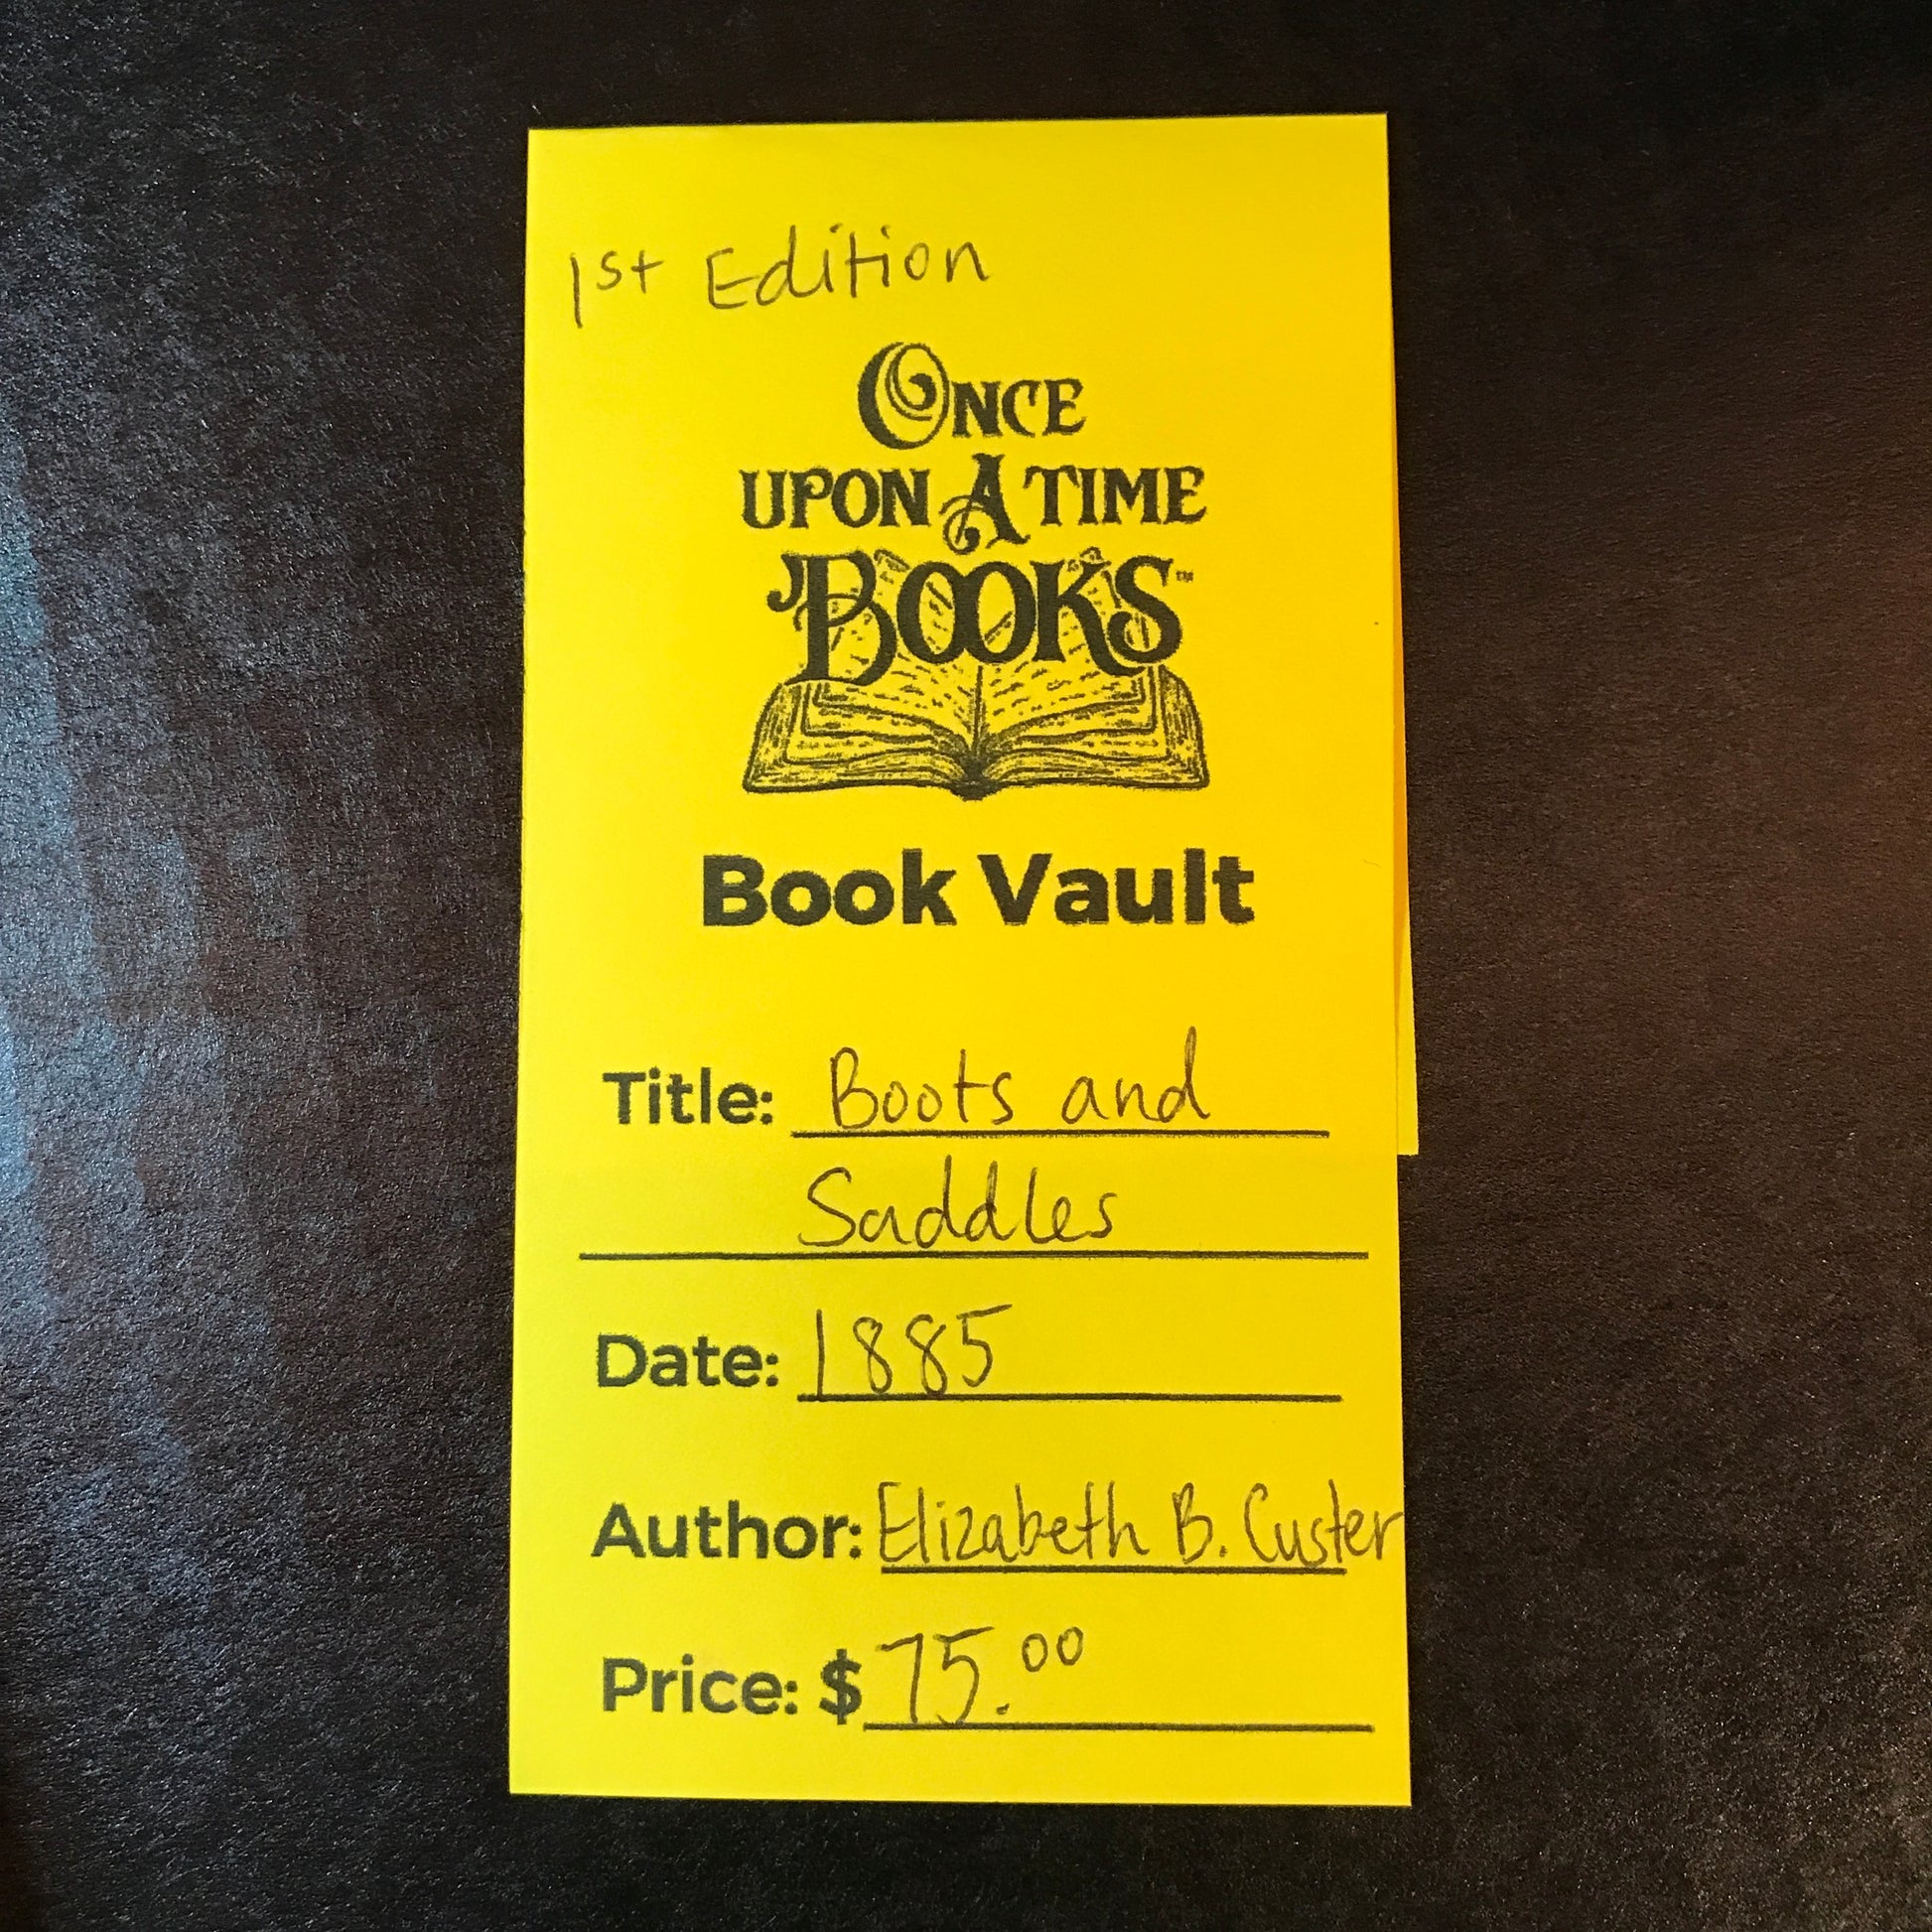 1st Edition
ONCE
UPON A TIME
BOOKS™
Book Vault
Title: Boots and
Saddles
Date: 1885
Author: Elizabeth B. Custer
Price: $75.00